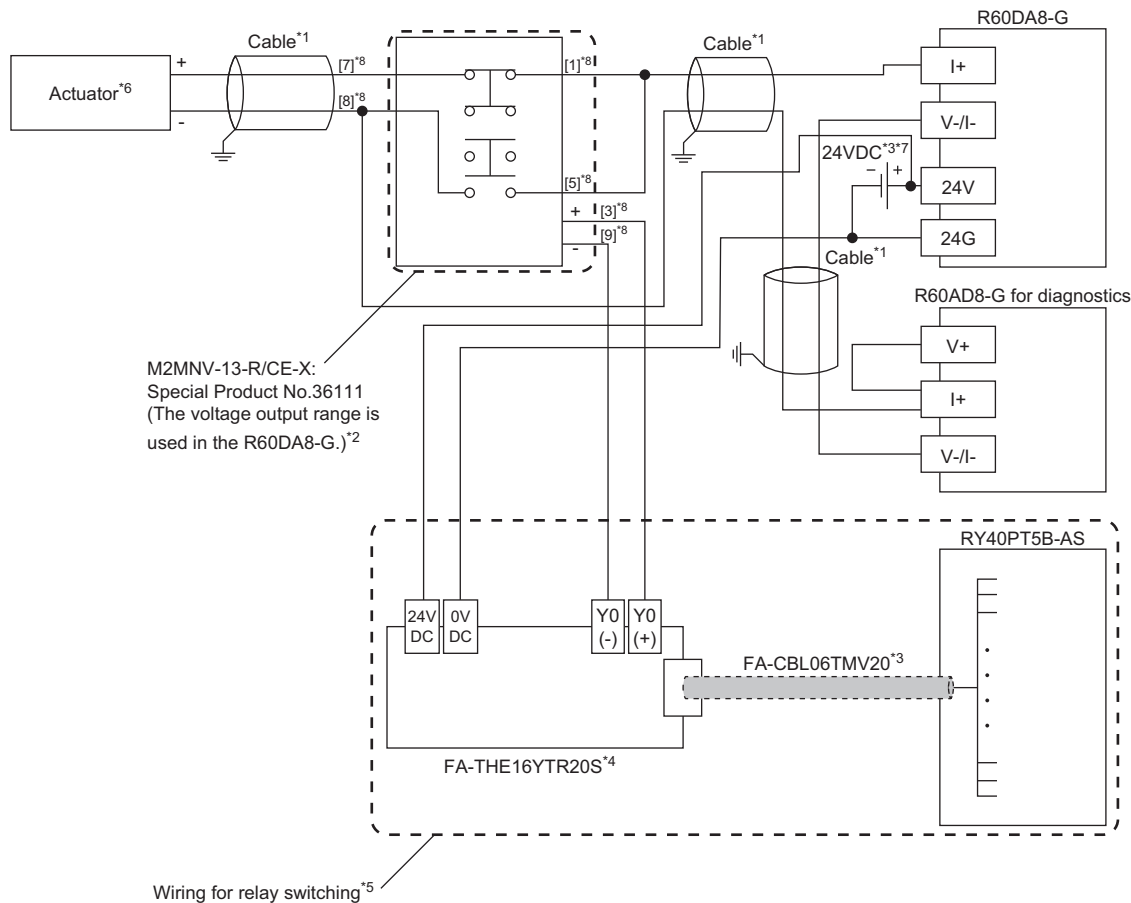 R60DA8-G
Cable*1
Cable*1
Actuator*6
+
-
[7]*8
[8]*8
[1]*8
[5]*8
+ [3]*8
- [9]*8
I+
V-/I-
24VDC*3*7
− +
24V
24G
Cable*1
R60AD8-G for diagnostics
V+
I+
V-/I-
M2MNV-13-R/CE-X:
Special Product No.36111
(The voltage output range is
used in the R60DA8-G.)*2
RY40PT5B-AS
24V
DC
0V
DC
Y0
(-)
Y0
(+)
FA-CBL06TMV20*3
FA-THE16YTR20S*4
Wiring for relay switching*5